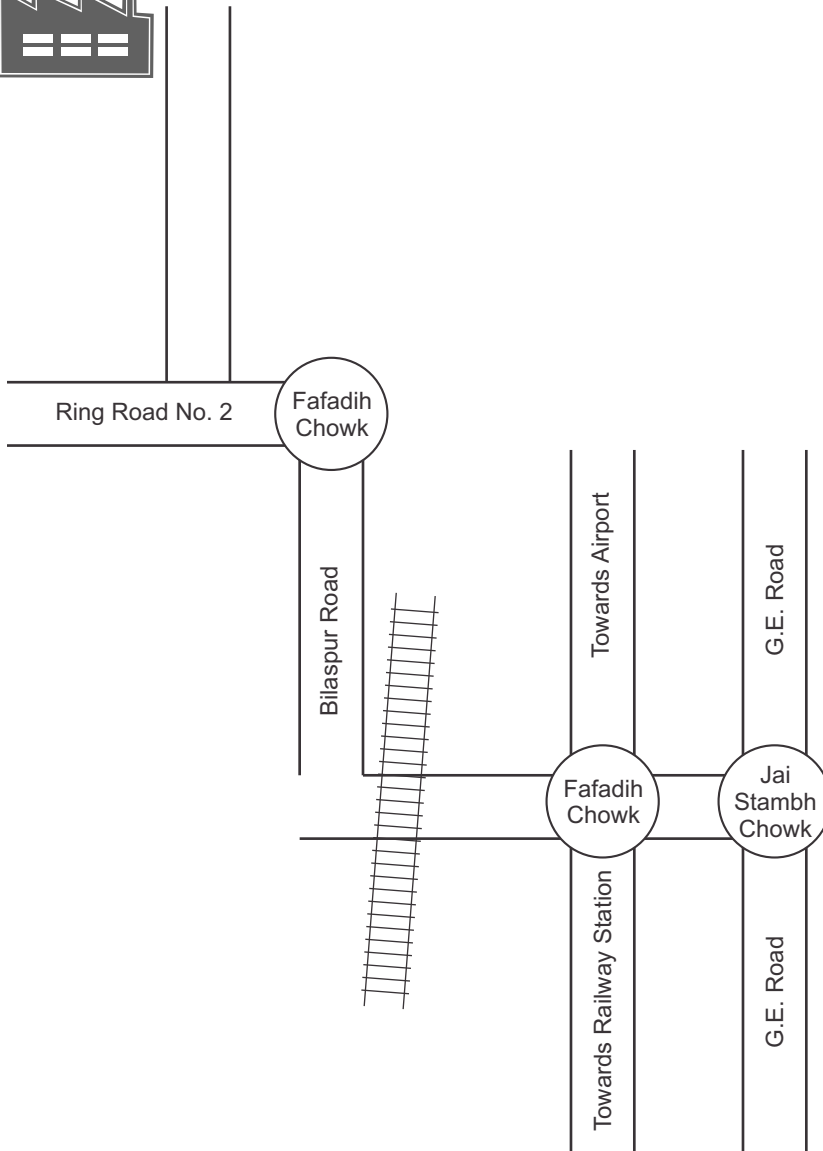 Ring Road No. 2
Fafadih
Chowk
Bilaspur Road
Towards Airport
G.E. Road
Fafadih
Chowk
Jai
Stambh
Chowk
Towards Railway Station
G.E. Road